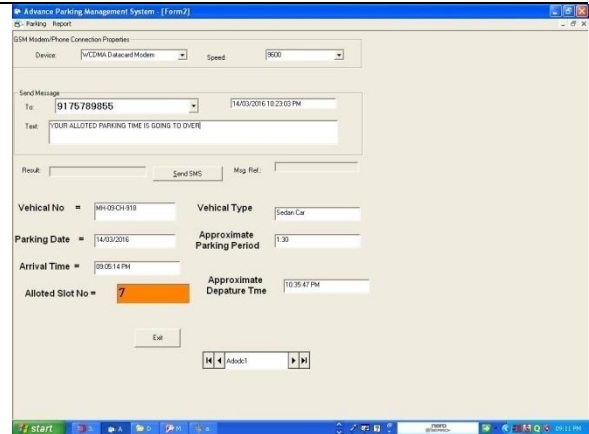 Advance Parking Management System - [Form2]
Parking Report
GSM Modem/Phone Connection Properties
Device: WCDMA Datacard Modem Speed: 9600
Send Message
To: 9175789855 14/03/2016 10:23:03 PM
Text: YOUR ALLOTED PARKING TIME IS GOING TO OVER
Result: Send SMS Msg. Ref.:
Vehical No = MH-09-CH-918 Vehical Type Sedan Car
Parking Date = 14/03/2016 Approximate Parking Period 1:30
Arrival Time = 09:05:14 PM
Alloted Slot No = 7 Approximate Depature Tme 10:35:47 PM
Exit
Adodc1
start 09:11 PM